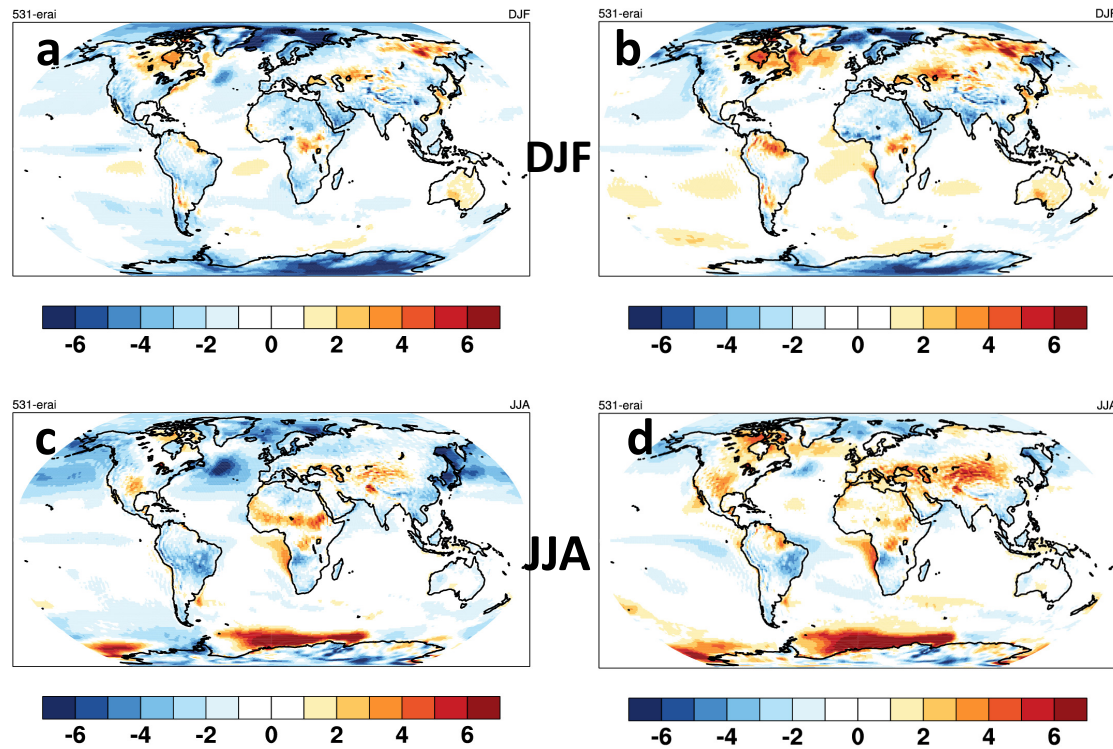 531-erai DJF
531-erai DJF
a
b
DJF
-6 -4 -2 0 2 4 6
-6 -4 -2 0 2 4 6
531-erai JJA
531-erai JJA
c
d
JJA
-6 -4 -2 0 2 4 6
-6 -4 -2 0 2 4 6